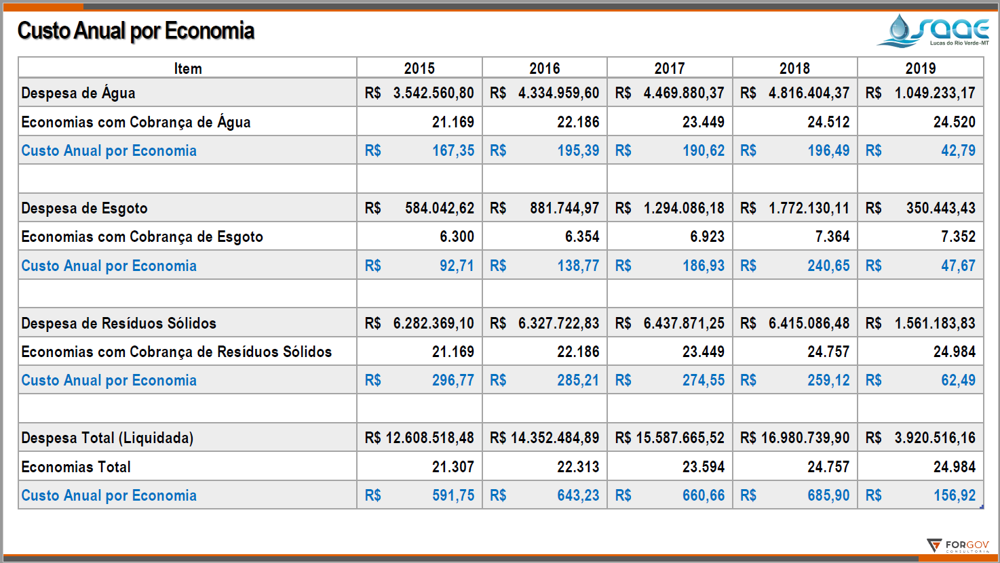 Custo Anual por Economia
SAAE
Lucas do Rio Verde-MT
Item 2015 2016 2017 2018 2019
Despesa de Água R$ 3.542.560,80 R$ 4.334.959,60 R$ 4.469.880,37 R$ 4.816.404,37 R$ 1.049.233,17
Economias com Cobrança de Água 21.169 22.186 23.449 24.512 24.520
Custo Anual por Economia R$ 167,35 R$ 195,39 R$ 190,62 R$ 196,49 R$ 42,79
Despesa de Esgoto R$ 584.042,62 R$ 881.744,97 R$ 1.294.086,18 R$ 1.772.130,11 R$ 350.443,43
Economias com Cobrança de Esgoto 6.300 6.354 6.923 7.364 7.352
Custo Anual por Economia R$ 92,71 R$ 138,77 R$ 186,93 R$ 240,65 R$ 47,67
Despesa de Resíduos Sólidos R$ 6.282.369,10 R$ 6.327.722,83 R$ 6.437.871,25 R$ 6.415.086,48 R$ 1.561.183,83
Economias com Cobrança de Resíduos Sólidos 21.169 22.186 23.449 24.757 24.984
Custo Anual por Economia R$ 296,77 R$ 285,21 R$ 274,55 R$ 259,12 R$ 62,49
Despesa Total (Liquidada) R$ 12.608.518,48 R$ 14.352.484,89 R$ 15.587.665,52 R$ 16.980.739,90 R$ 3.920.516,16
Economias Total 21.307 22.313 23.594 24.757 24.984
Custo Anual por Economia R$ 591,75 R$ 643,23 R$ 660,66 R$ 685,90 R$ 156,92
FORGOV
CONSULTORIA